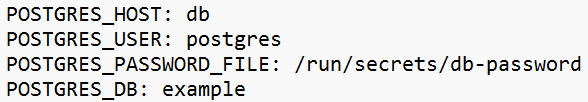 POSTGRES_HOST: db
POSTGRES_USER: postgres
POSTGRES_PASSWORD_FILE: /run/secrets/db-password
POSTGRES_DB: example